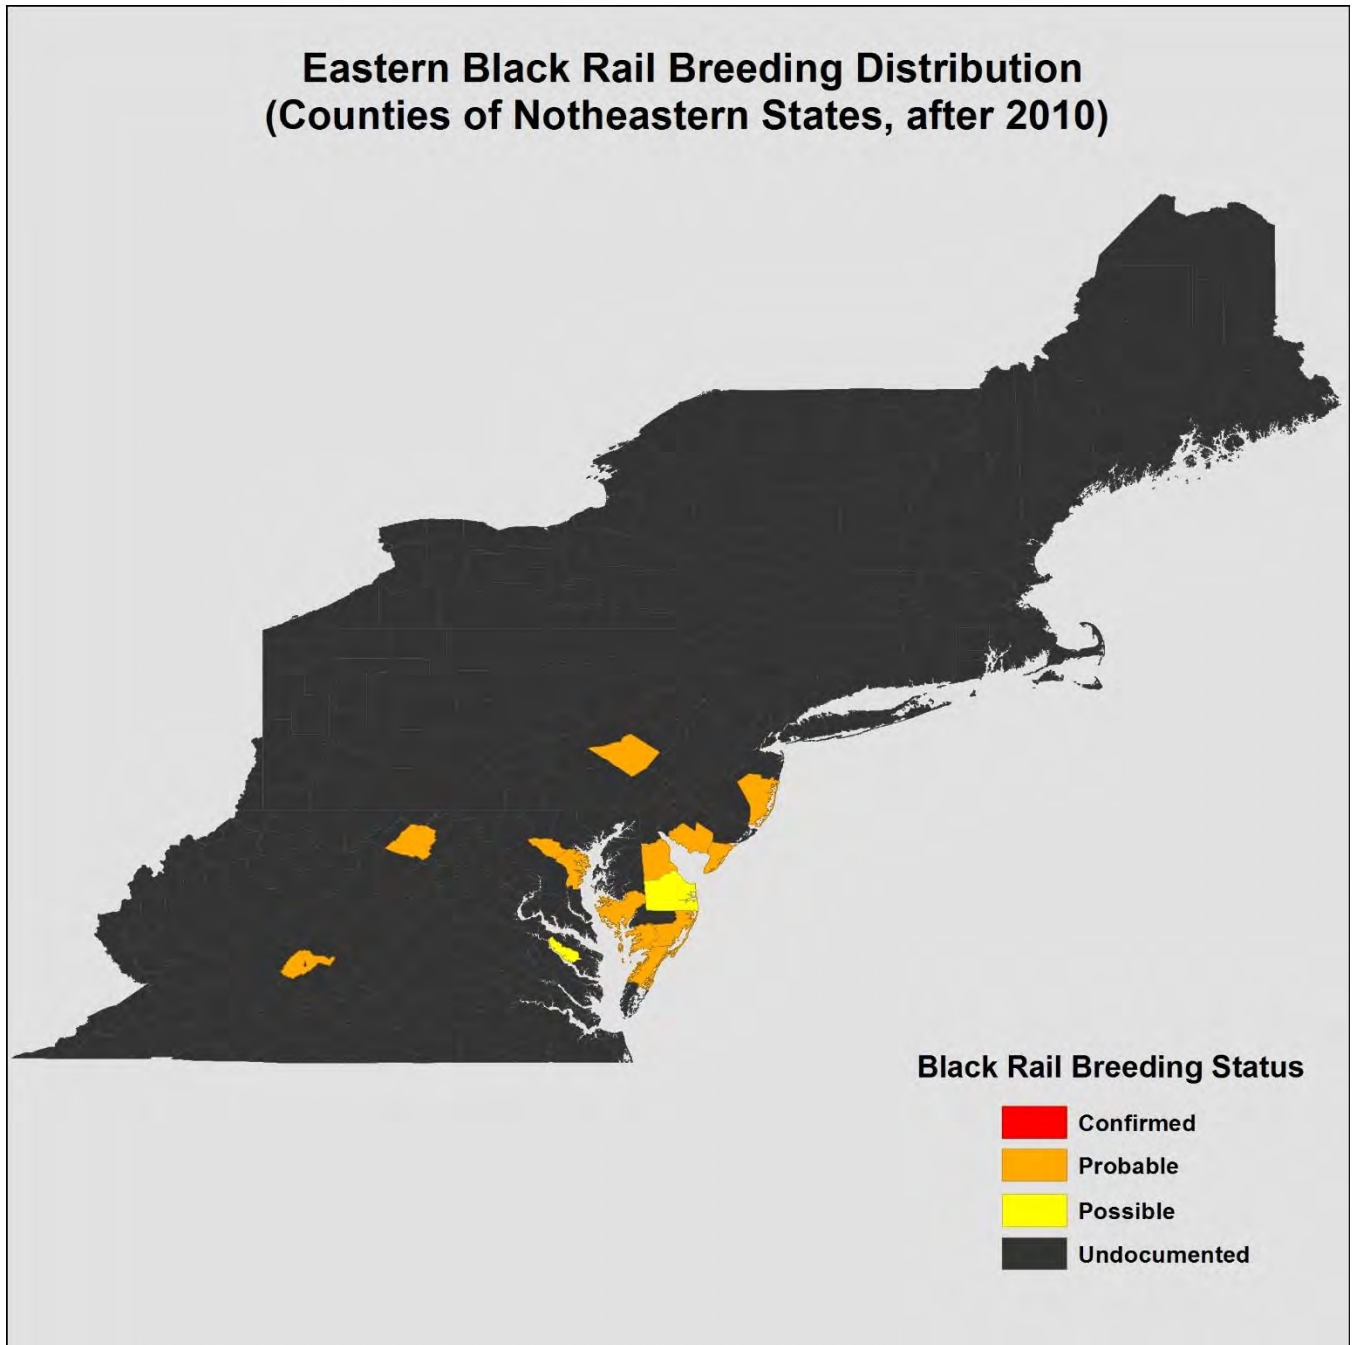 Eastern Black Rail Breeding Distribution
(Counties of Notheastern States, after 2010)
Black Rail Breeding Status
Confirmed
Probable
Possible
Undocumented